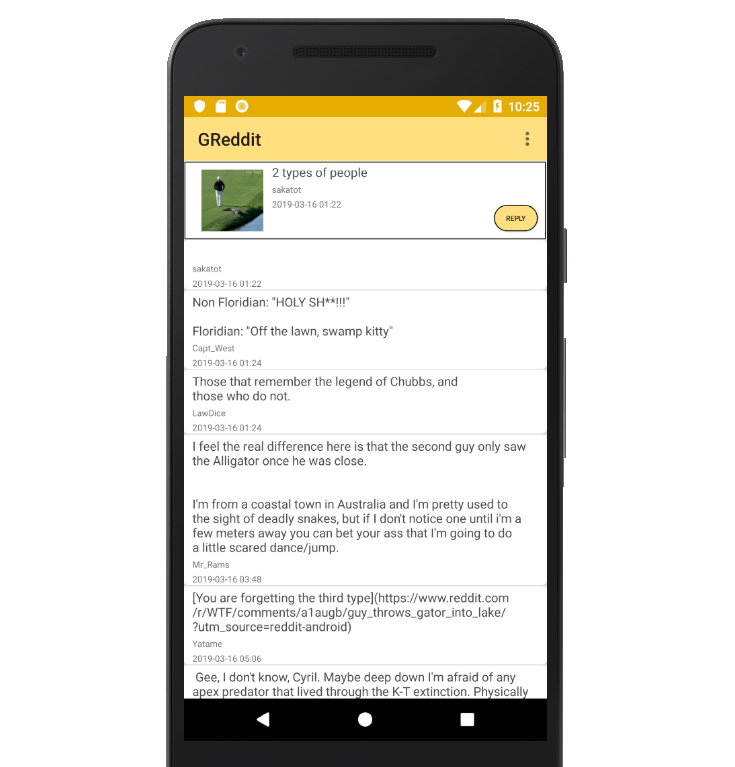 10:25
GReddit
2 types of people
sakatot
2019-03-16 01:22
REPLY
sakatot
2019-03-16 01:22
Non Floridian: "HOLY SH**!!!"
Floridian: "Off the lawn, swamp kitty"
Capt_West
2019-03-16 01:24
Those that remember the legend of Chubbs, and
those who do not.
LawDice
2019-03-16 01:24
I feel the real difference here is that the second guy only saw
the Alligator once he was close.
I'm from a coastal town in Australia and I'm pretty used to
the sight of deadly snakes, but if I don't notice one until i'm a
few meters away you can bet your ass that I'm going to do
a little scared dance/jump.
Mr_Rams
2019-03-16 03:48
[You are forgetting the third type](https://www.reddit.com
/r/WTF/comments/a1augb/guy_throws_gator_into_lake/
?utm_source=reddit-android)
Yatame
2019-03-16 05:06
Gee, I don't know, Cyril. Maybe deep down I'm afraid of any
apex predator that lived through the K-T extinction. Physically